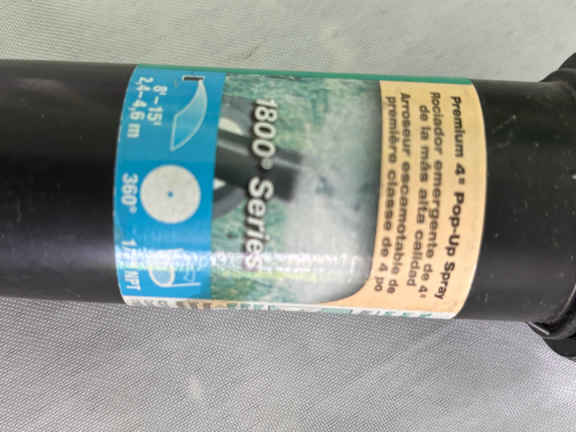 Premium 4" Pop-Up Spray
Rociador emergente de 4"
de la más alta calidad
Arroseur escamotable de
première classe de 4 po
1800® Series
8'-15'
2,4-4,6 m
360°
NPT